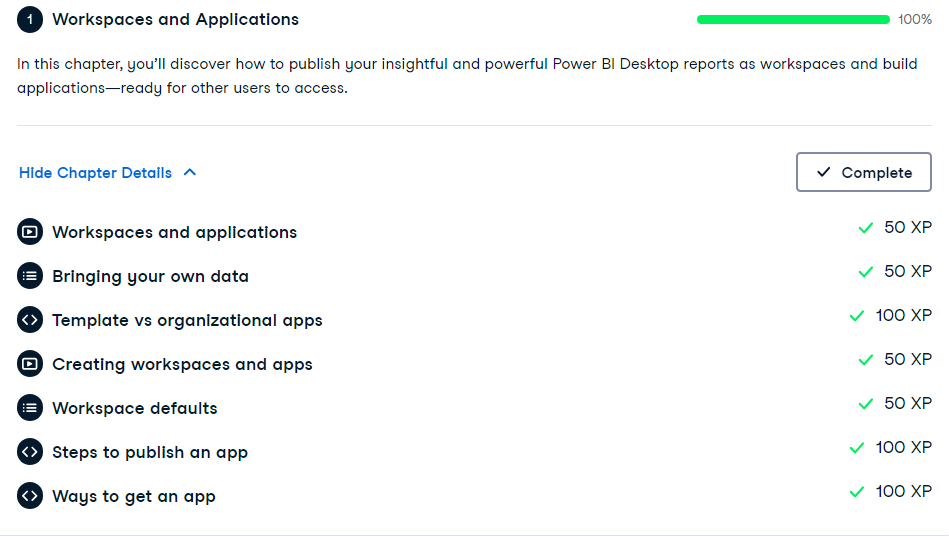 1 Workspaces and Applications 100%
In this chapter, you'll discover how to publish your insightful and powerful Power BI Desktop reports as workspaces and build
applications—ready for other users to access.
Hide Chapter Details Complete
Workspaces and applications 50 XP
Bringing your own data 50 XP
Template vs organizational apps 100 XP
Creating workspaces and apps 50 XP
Workspace defaults 50 XP
Steps to publish an app 100 XP
Ways to get an app 100 XP